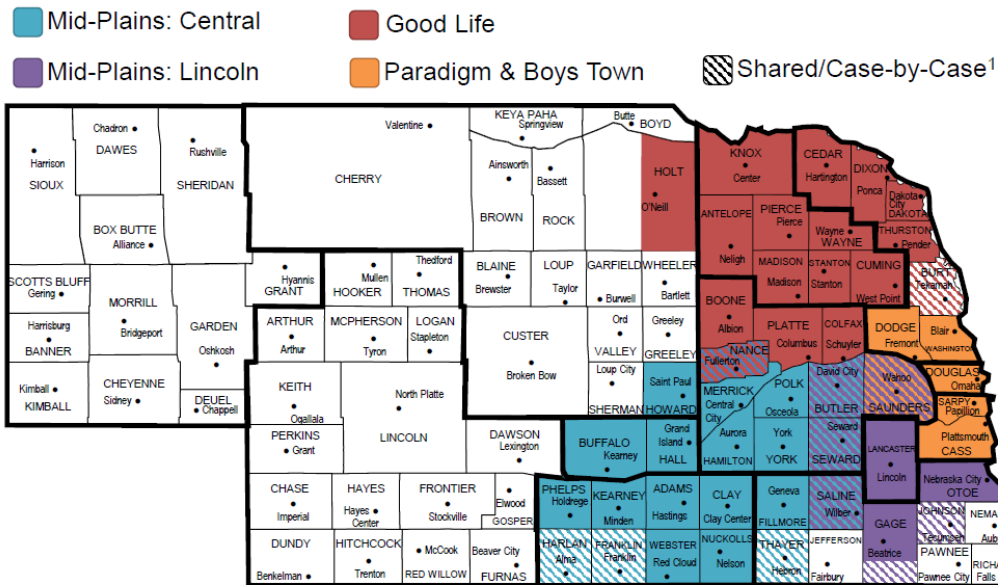 Mid-Plains: Central
Good Life
Mid-Plains: Lincoln
Paradigm & Boys Town
Shared/Case-by-Case¹
Chadron
DAWES
Harrison
SIOUX
Rushville
SHERIDAN
BOX BUTTE
Alliance
Valentine
CHERRY
KEYA PAHA
Springview
Butte
BOYD
Ainsworth
BROWN
Bassett
ROCK
HOLT
O'Neill
KNOX
Center
CEDAR
Hartington
DIXON
Ponca
Dakota
City
DAKOTA
ANTELOPE
Neligh
PIERCE
Pierce
Wayne
WAYNE
THURSTON
Pender
SCOTTS BLUFF
Gering
MORRILL
Bridgeport
Hyannis
GRANT
Mullen
HOOKER
Thedford
THOMAS
BLAINE
Brewster
LOUP
Taylor
GARFIELD
Burwell
WHEELER
Bartlett
MADISON
Madison
STANTON
Stanton
CUMING
West Point
BURT
Tekamah
Harrisburg
BANNER
GARDEN
Oshkosh
ARTHUR
Arthur
MCPHERSON
Tyron
LOGAN
Stapleton
CUSTER
Broken Bow
Ord
VALLEY
Greeley
GREELEY
BOONE
Albion
PLATTE
Columbus
COLFAX
Schuyler
DODGE
Fremont
Blair
WASHINGTON
Kimball
KIMBALL
CHEYENNE
Sidney
DEUEL
Chappell
KEITH
Ogallala
North Platte
LINCOLN
Loup City
SHERMAN
Saint Paul
HOWARD
NANCE
Fullerton
MERRICK
Central
City
POLK
Osceola
David City
BUTLER
Wahoo
SAUNDERS
DOUGLAS
Omaha
SARPY
Papillion
PERKINS
Grant
DAWSON
Lexington
BUFFALO
Kearney
Grand
Island
HALL
Aurora
HAMILTON
York
YORK
Seward
SEWARD
LANCASTER
Lincoln
Plattsmouth
CASS
Nebraska City
OTOE
CHASE
Imperial
HAYES
Hayes
Center
FRONTIER
Stockville
Elwood
GOSPER
PHELPS
Holdrege
KEARNEY
Minden
ADAMS
Hastings
CLAY
Clay Center
Geneva
FILLMORE
SALINE
Wilber
GAGE
Beatrice
JOHNSON
Tecumseh
NEMA
Aub
DUNDY
Benkelman
HITCHCOCK
Trenton
McCook
RED WILLOW
Beaver City
FURNAS
HARLAN
Alma
FRANKLIN
Franklin
WEBSTER
Red Cloud
NUCKOLLS
Nelson
THAYER
Hebron
JEFFERSON
Fairbury
PAWNEE
Pawnee City
RICH
Falls